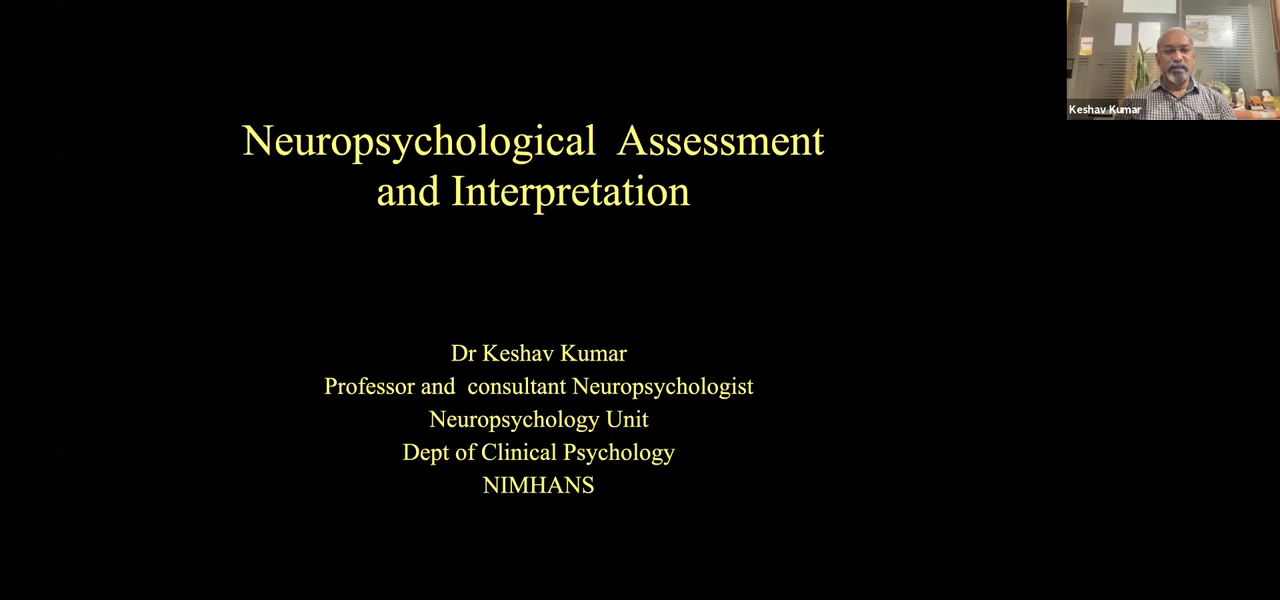 Neuropsychological Assessment
and Interpretation
Dr Keshav Kumar
Professor and consultant Neuropsychologist
Neuropsychology Unit
Dept of Clinical Psychology
NIMHANS
Keshav Kumar